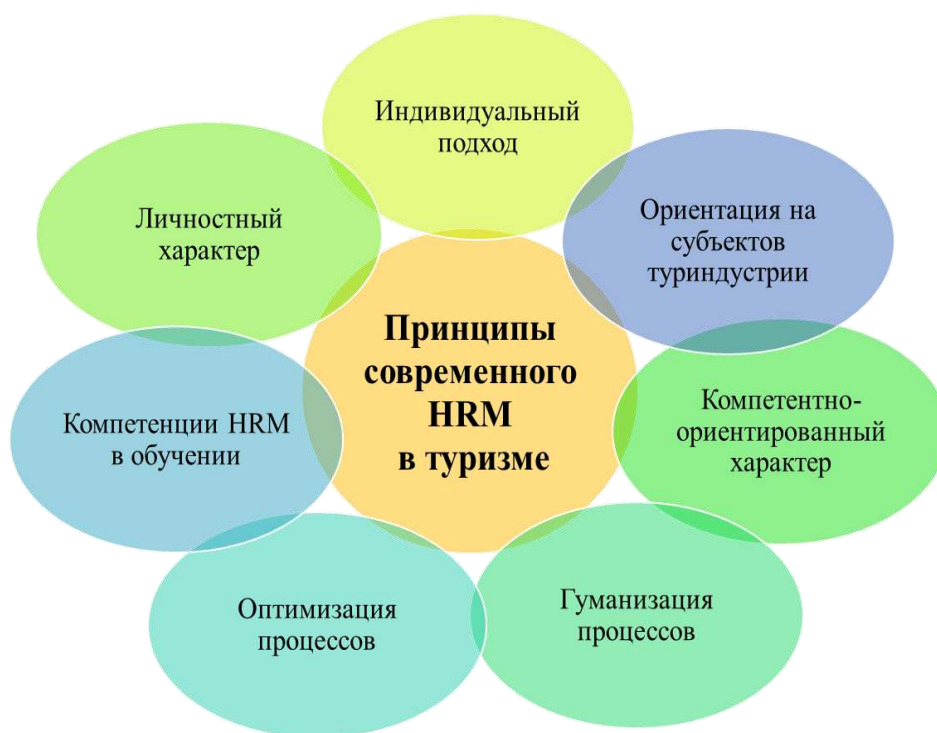 Индивидуальный
подход
Ориентация на
субъектов
туриндустрии
Компетентно-
ориентированный
характер
Гуманизация
процессов
Оптимизация
процессов
Компетенции HRM
в обучении
Личностный
характер
Принципы
современного
HRM
в туризме